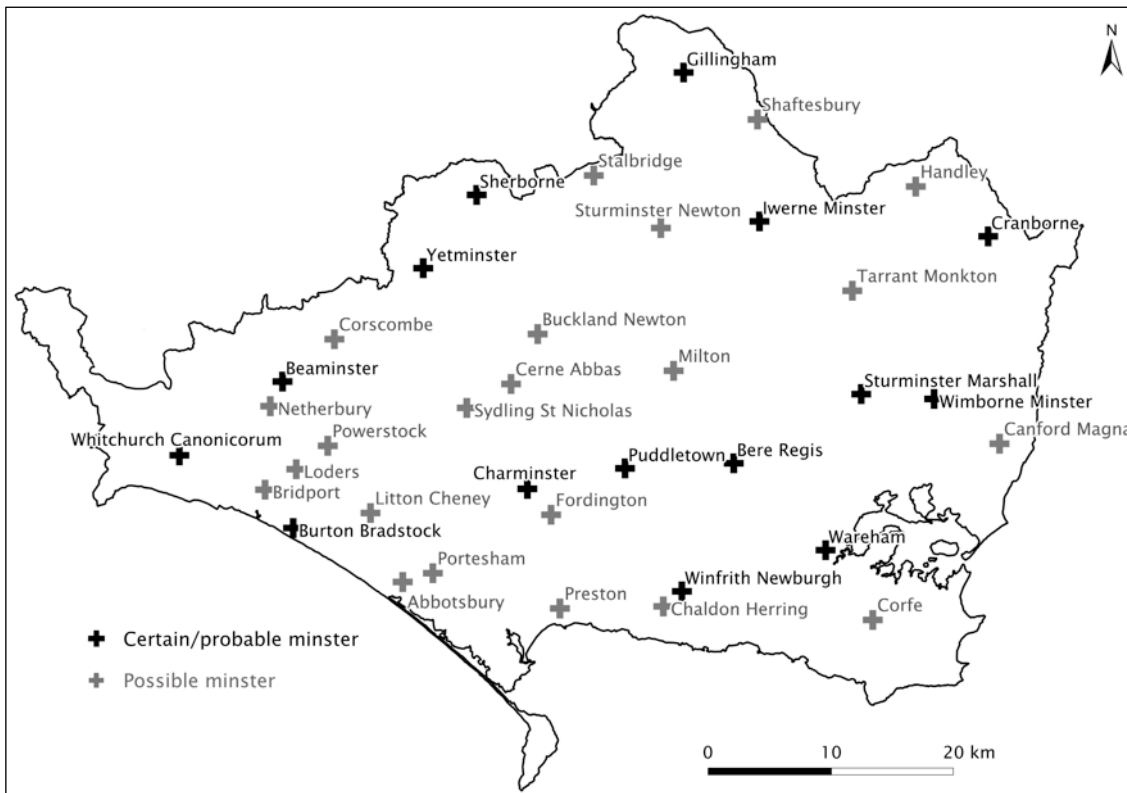 N
Gillingham
Shaftesbury
Stalbridge
Handley
Sherborne
Sturminster Newton
Iwerne Minster
Cranborne
Yetminster
Tarrant Monkton
Buckland Newton
Corscombe
Milton
Cerne Abbas
Beaminster
Sturminster Marshall
Netherbury
Sydling St Nicholas
Wimborne Minster
Whitchurch Canonicorum
Powerstock
Canford Magna
Puddletown
Bere Regis
Loders
Charminster
Bridport
Litton Cheney
Fordington
Burton Bradstock
Wareham
Portesham
Winfrith Newburgh
Abbotsbury
Preston
Chaldon Herring
Corfe
Certain/probable minster
Possible minster
0 10 20 km